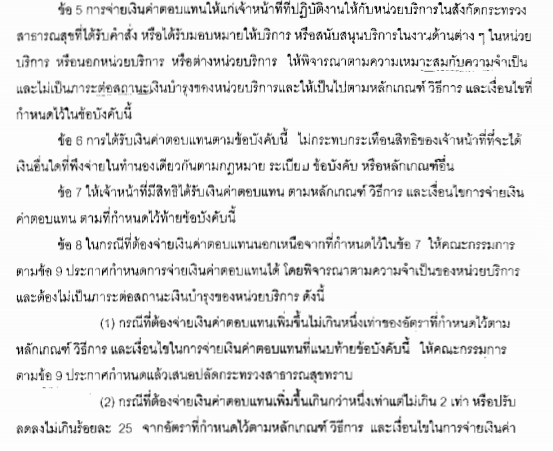 ข้อ 5 การจ่ายเงินค่าตอบแทนให้แก่เจ้าหน้าที่ที่ปฏิบัติงานให้กับหน่วยบริการในสังกัดกระทรวง
สาธารณสุขที่ได้รับคำสั่ง หรือได้รับมอบหมายให้บริการ หรือสนับสนุนบริการในงานด้านต่าง ๆ ในหน่วย
บริการ หรือนอกหน่วยบริการ หรือต่างหน่วยบริการ ให้พิจารณาตามความเหมาะสมกับความจำเป็น
และไม่เป็นภาระต่อสถานะเงินบำรุงของหน่วยบริการและให้เป็นไปตามหลักเกณฑ์ วิธีการ และเงื่อนไขที่
กำหนดไว้ในข้อบังคับนี้
ข้อ 6 การได้รับเงินค่าตอบแทนตามข้อบังคับนี้ ไม่กระทบกระเทือนสิทธิของเจ้าหน้าที่ที่จะได้
เงินอื่นใดที่พึงจ่ายในทำนองเดียวกันตามกฎหมาย ระเบียบ ข้อบังคับ หรือหลักเกณฑ์อื่น
ข้อ 7 ให้เจ้าหน้าที่มีสิทธิได้รับเงินค่าตอบแทน ตามหลักเกณฑ์ วิธีการ และเงื่อนไขการจ่ายเงิน
ค่าตอบแทน ตามที่กำหนดไว้ท้ายข้อบังคับนี้
ข้อ 8 ในกรณีที่ต้องจ่ายเงินค่าตอบแทนนอกเหนือจากที่กำหนดไว้ในข้อ 7 ให้คณะกรรมการ
ตามข้อ 9 ประกาศกำหนดการจ่ายเงินค่าตอบแทนได้ โดยพิจารณาตามความจำเป็นของหน่วยบริการ
และต้องไม่เป็นภาระต่อสถานะเงินบำรุงของหน่วยบริการ ดังนี้
(1) กรณีที่ต้องจ่ายเงินค่าตอบแทนเพิ่มขึ้นไม่เกินหนึ่งเท่าของอัตราที่กำหนดไว้ตาม
หลักเกณฑ์ วิธีการ และเงื่อนไขในการจ่ายเงินค่าตอบแทนที่แนบท้ายข้อบังคับนี้ ให้คณะกรรมการ
ตามข้อ 9 ประกาศกำหนดแล้วเสนอปลัดกระทรวงสาธารณสุขทราบ
(2) กรณีที่ต้องจ่ายเงินค่าตอบแทนเพิ่มขึ้นเกินกว่าหนึ่งเท่าแต่ไม่เกิน 2 เท่า หรือปรับ
ลดลงไม่เกินร้อยละ 25 จากอัตราที่กำหนดไว้ตามหลักเกณฑ์ วิธีการ และเงื่อนไขในการจ่ายเงินค่า